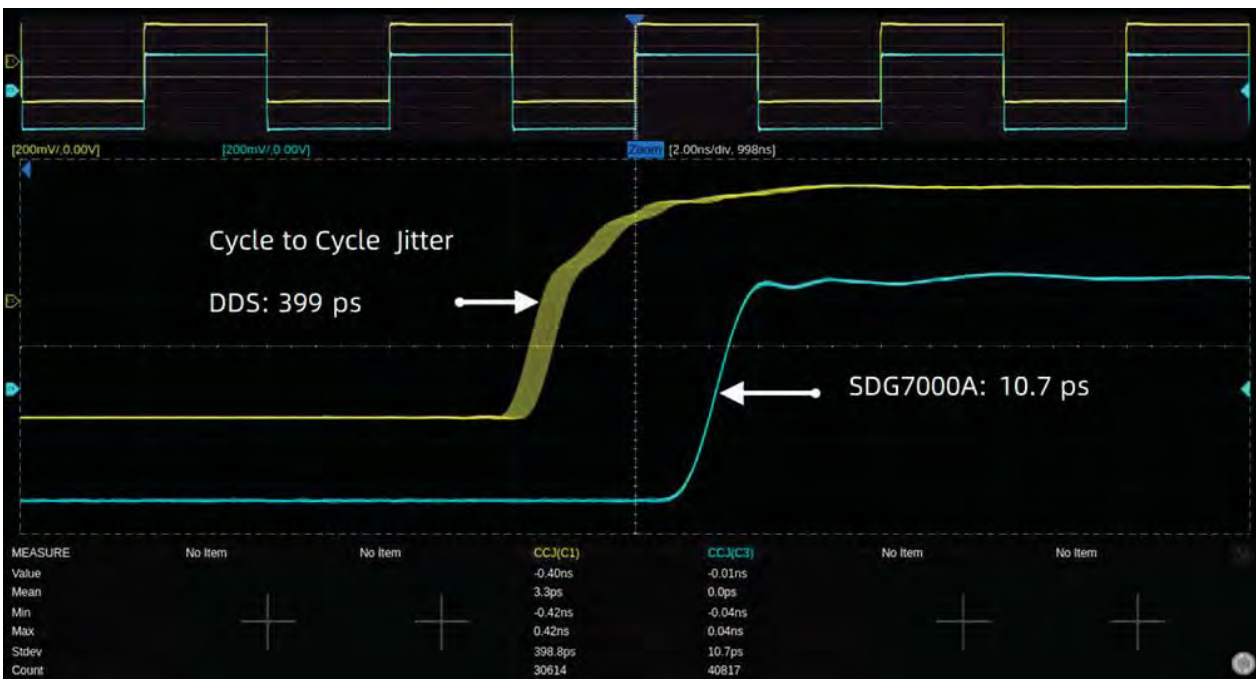 [200mV/,0.00V] [200mV/,0.00V] Zoom [2.00ns/div, 998ns]
Cycle to Cycle Jitter
DDS: 399 ps
SDG7000A: 10.7 ps
MEASURE No Item No Item CCJ(C1) CCJ(C3) No Item No Item
Value -0.40ns -0.01ns
Mean 3.3ps 0.0ps
Min -0.42ns -0.04ns
Max 0.42ns 0.04ns
Stdev 398.8ps 10.7ps
Count 30614 40817